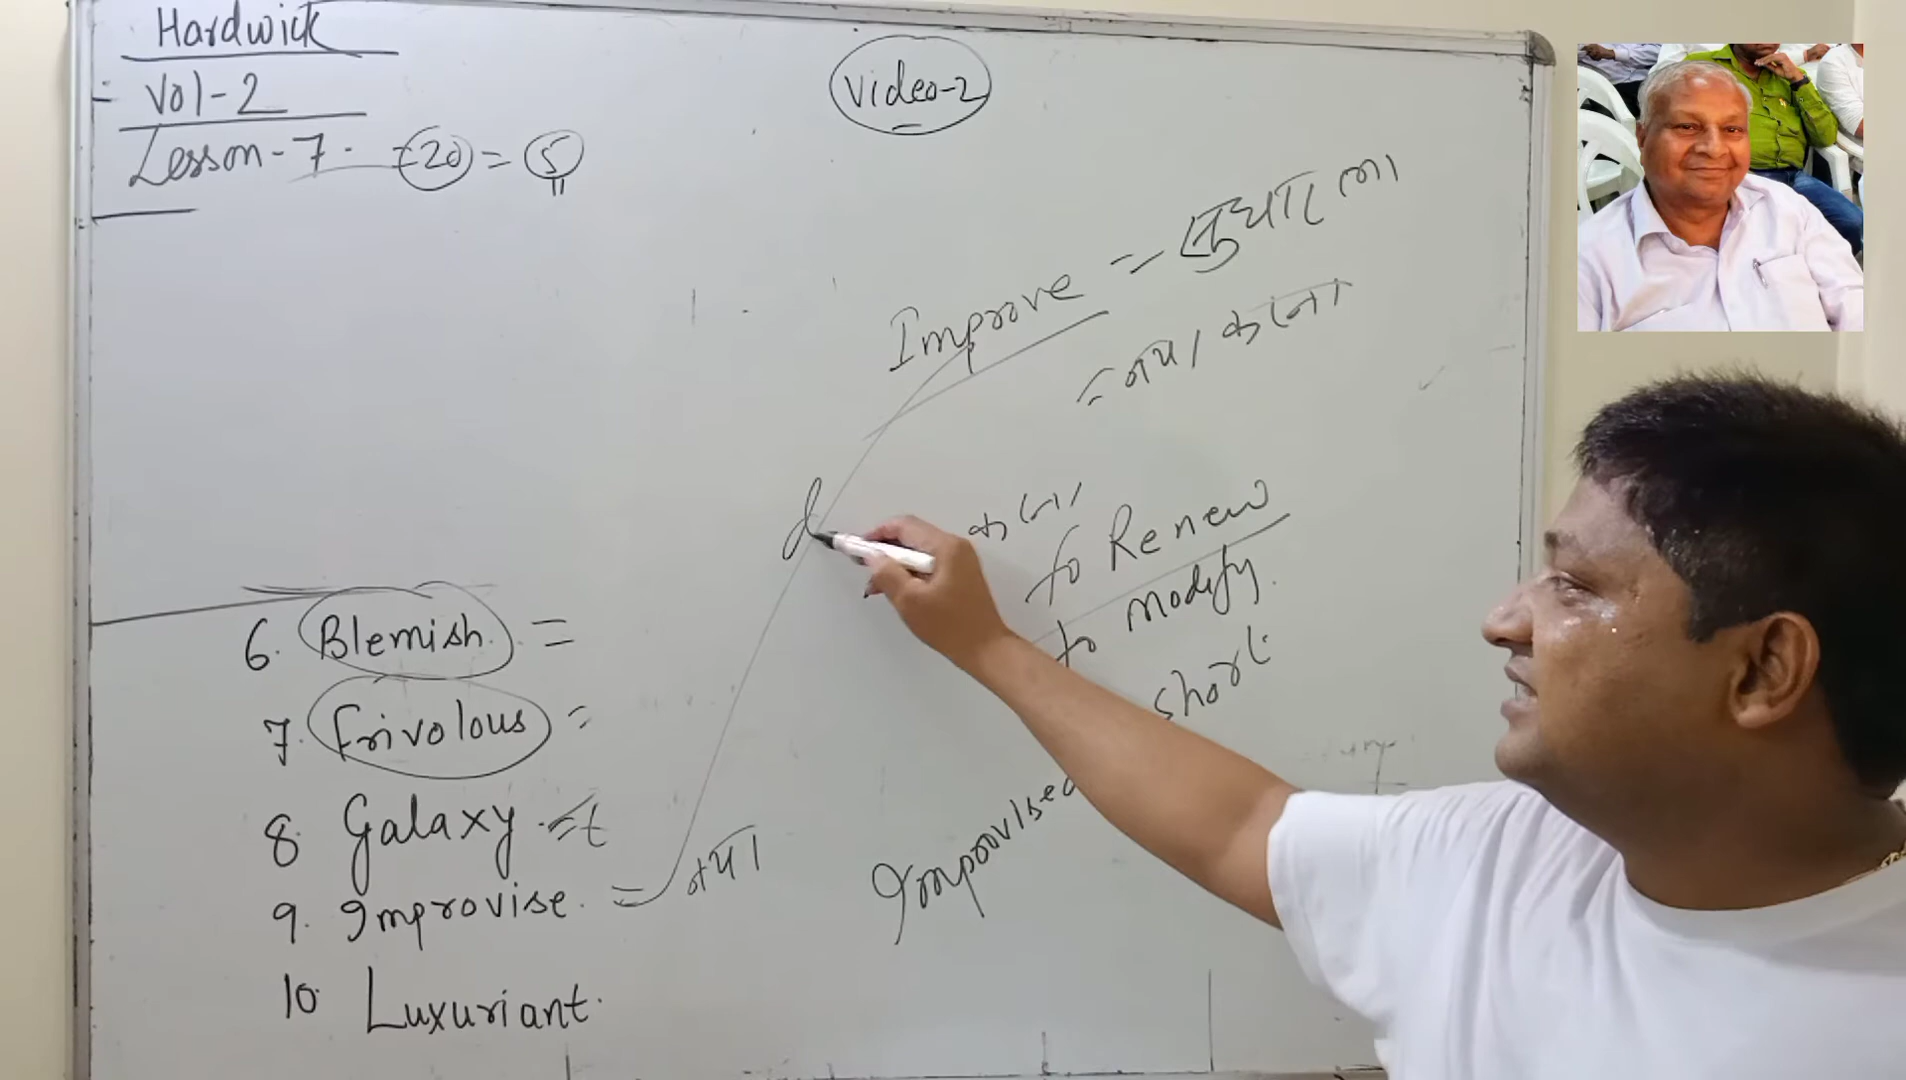 Hardwick
Vol-2
Lesson-7. -20 = 5
Video-2
Improve = सुधारना
= नया करना
करना
to Renew
to modify.
short.
Improvised
6. Blemish. =
7. Frivolous =
8. Galaxy. =
9. Improvise. = नया
10. Luxuriant.